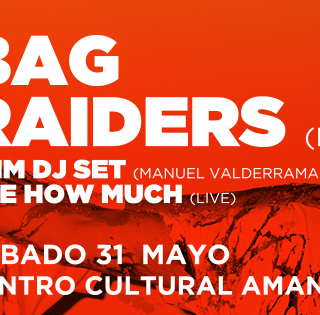 BAG
RAIDERS (
IM DJ SET (MANUEL VALDERRAMA
E HOW MUCH (LIVE)
BADO 31 MAYO
NTRO CULTURAL AMAN